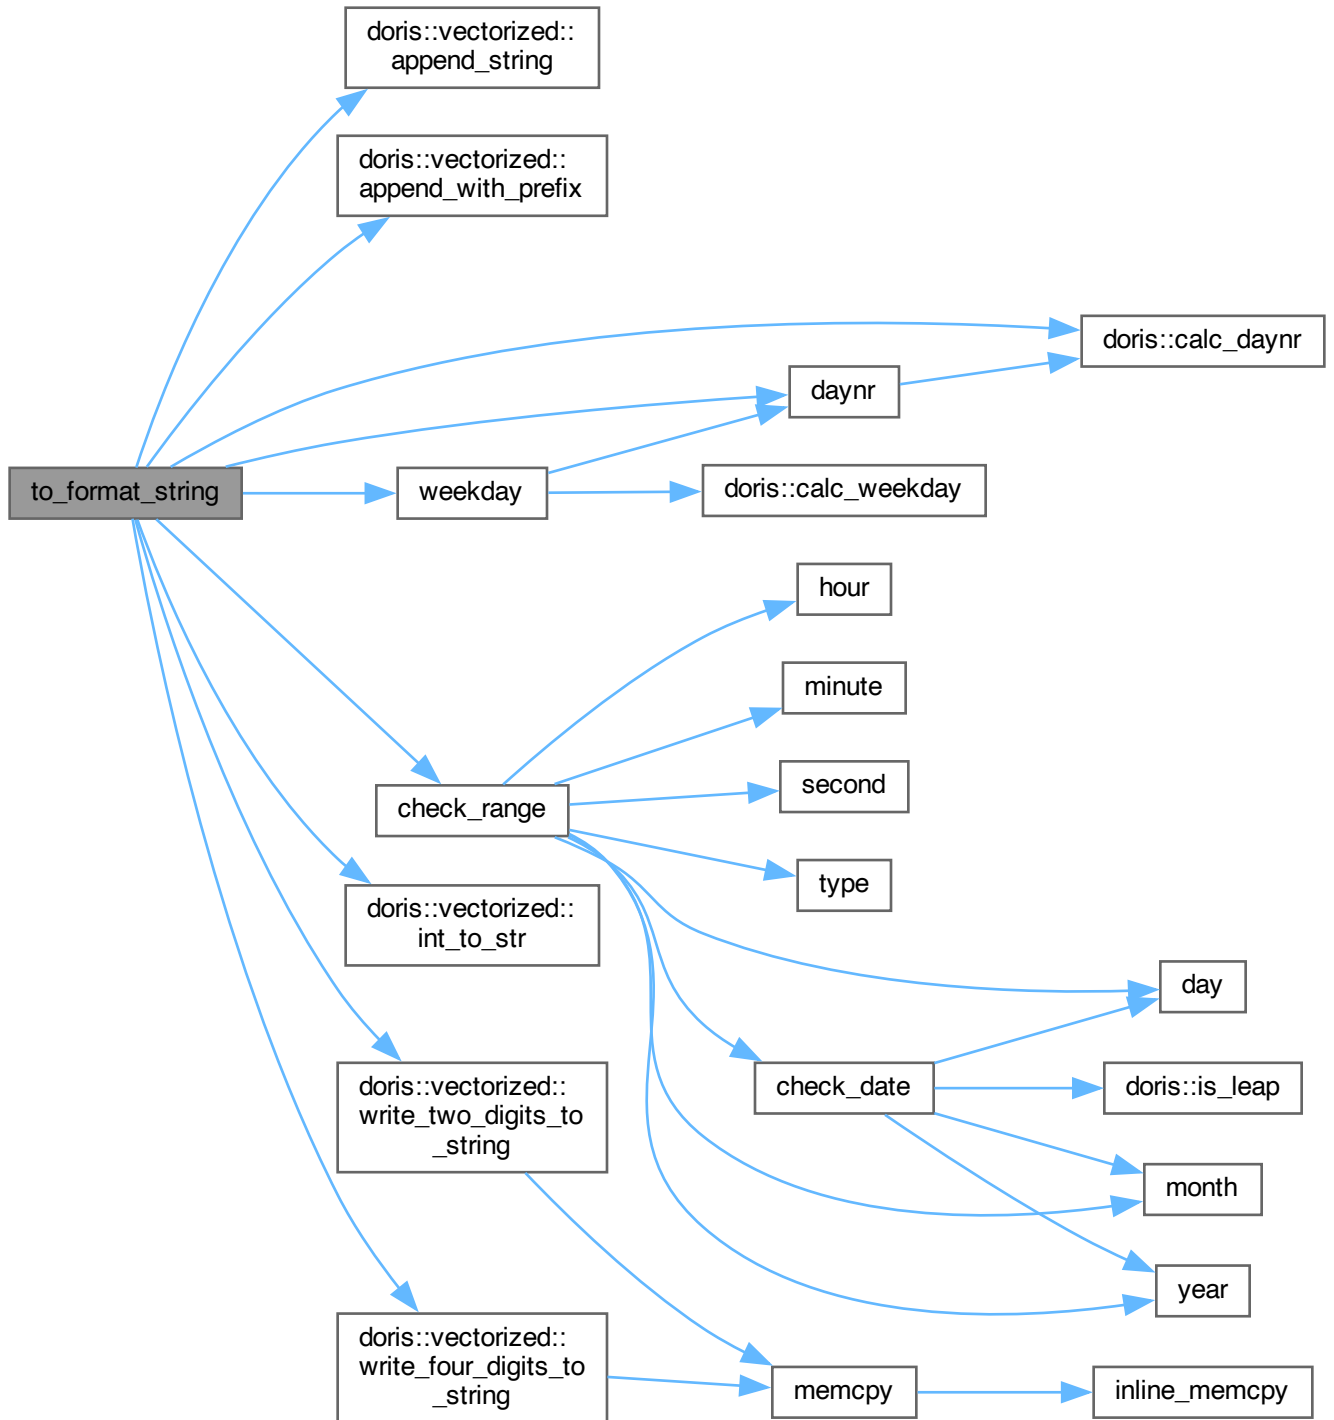 doris::vectorized::
append_string
doris::vectorized::
append_with_prefix
doris::calc_daynr
daynr
to_format_string
weekday
doris::calc_weekday
hour
minute
second
check_range
type
doris::vectorized::
int_to_str
day
check_date
doris::is_leap
doris::vectorized::
write_two_digits_to
_string
month
year
doris::vectorized::
write_four_digits_to
_string
memcpy
inline_memcpy